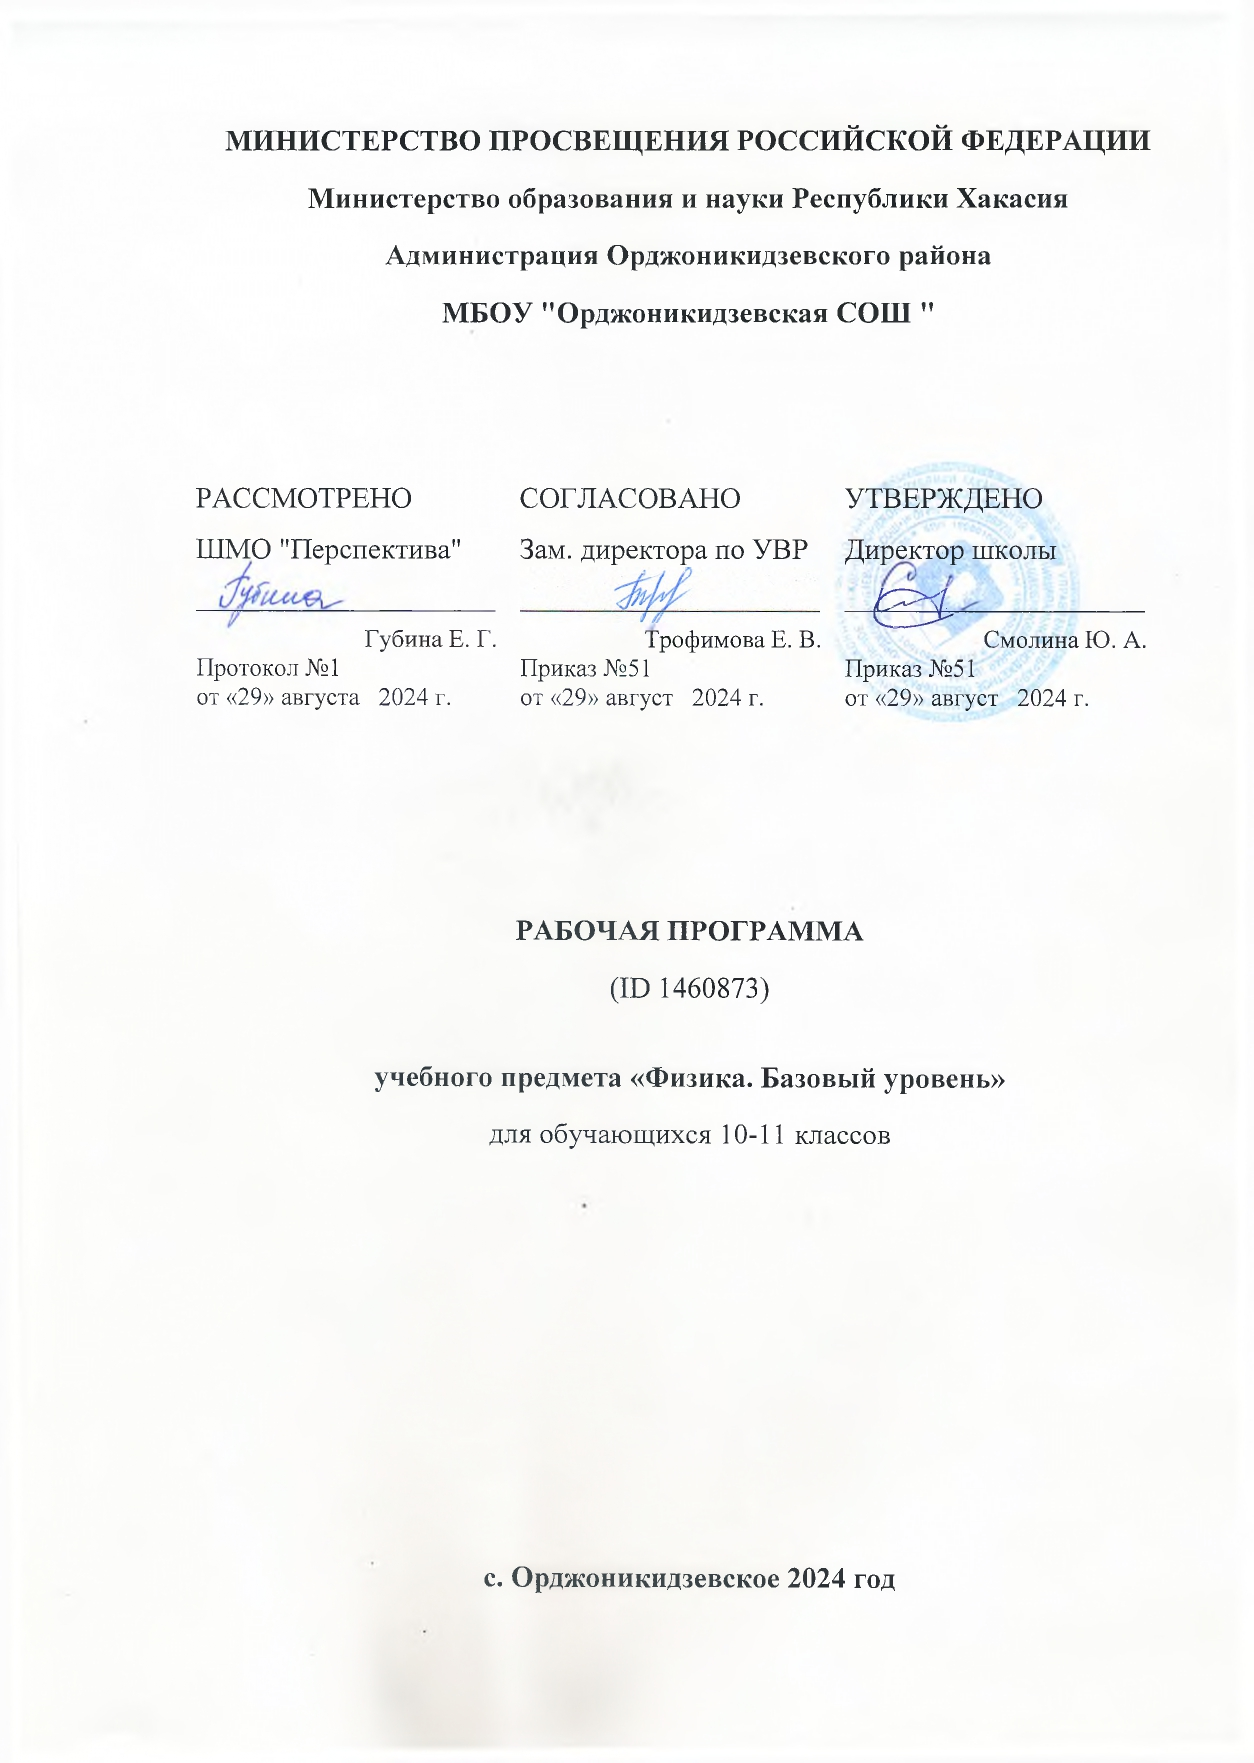 МИНИСТЕРСТВО ПРОСВЕЩЕНИЯ РОССИЙСКОЙ ФЕДЕРАЦИИ
Министерство образования и науки Республики Хакасия
Администрация Орджоникидзевского района
МБОУ "Орджоникидзевская СОШ "
РАССМОТРЕНО
ШМО "Перспектива"
Губина
Губина Е. Г.
Протокол №1
от «29» августа 2024 г.
СОГЛАСОВАНО
Зам. директора по УВР
Трофимова Е. В.
Приказ №51
от «29» август 2024 г.
УТВЕРЖДЕНО
Директор школы
Смолина Ю. А.
Приказ №51
от «29» август 2024 г.
РАБОЧАЯ ПРОГРАММА
(ID 1460873)
учебного предмета «Физика. Базовый уровень»
для обучающихся 10-11 классов
с. Орджоникидзевское 2024 год